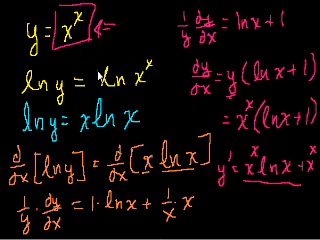 y = x^x ⇐
ln y = ln x^x
ln y = x ln x
d/dx [ln y] = d/dx [x ln x]
1/y · dy/dx = 1 · ln x + 1/x · x
1/y dy/dx = ln x + 1
dy/dx = y (ln x + 1)
= x^x (ln x + 1)
y' = x^x ln x + x^x